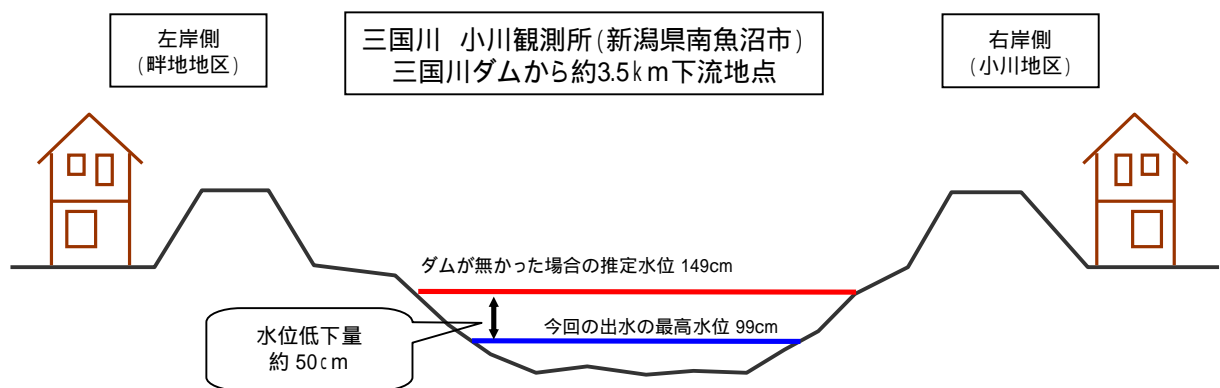 左岸側
(畔地地区)
三国川 小川観測所(新潟県南魚沼市)
三国川ダムから約3.5km下流地点
右岸側
(小川地区)
ダムが無かった場合の推定水位 149cm
今回の出水の最高水位 99cm
水位低下量
約 50cm